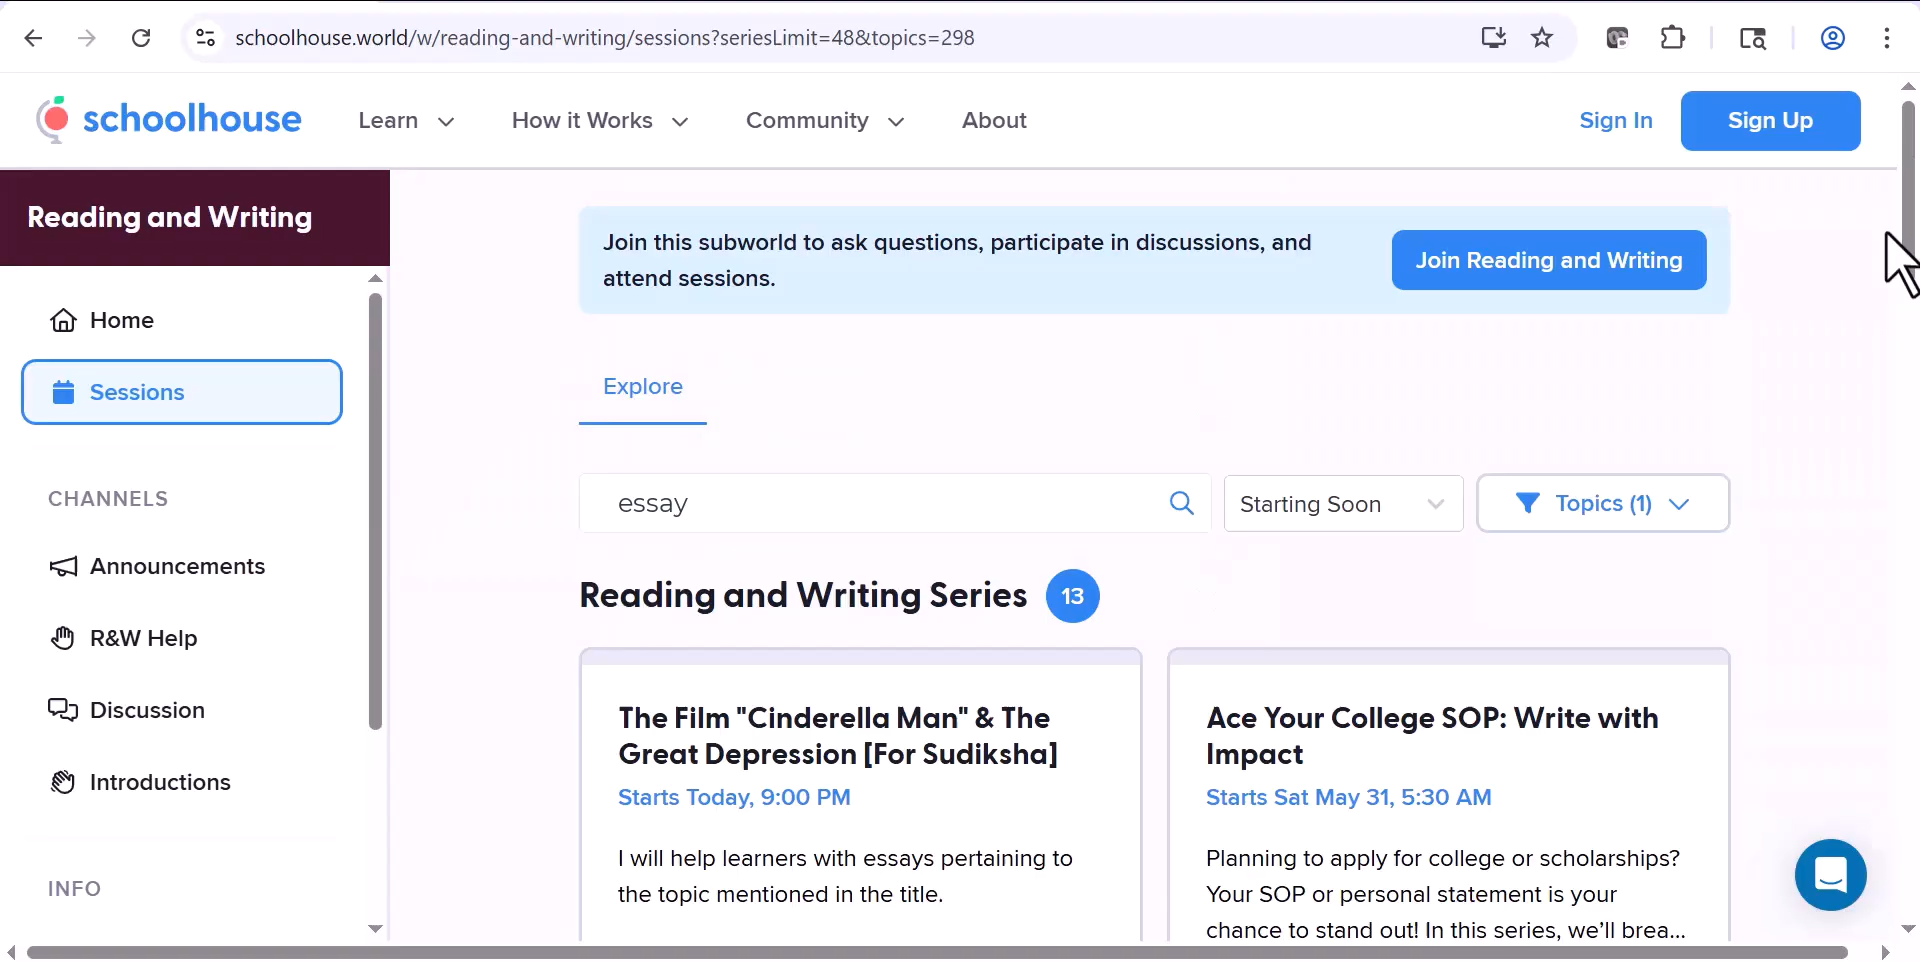 schoolhouse.world/w/reading-and-writing/sessions?seriesLimit=48&topics=298
schoolhouse
Learn
How it Works
Community
About
Sign In
Sign Up
Reading and Writing
Home
Sessions
CHANNELS
Announcements
R&W Help
Discussion
Introductions
INFO
Join this subworld to ask questions, participate in discussions, and
attend sessions.
Join Reading and Writing
Explore
essay
Starting Soon
Topics (1)
Reading and Writing Series 13
The Film "Cinderella Man" & The
Great Depression [For Sudiksha]
Starts Today, 9:00 PM
I will help learners with essays pertaining to
the topic mentioned in the title.
Ace Your College SOP: Write with
Impact
Starts Sat May 31, 5:30 AM
Planning to apply for college or scholarships?
Your SOP or personal statement is your
chance to stand out! In this series, we’ll brea...